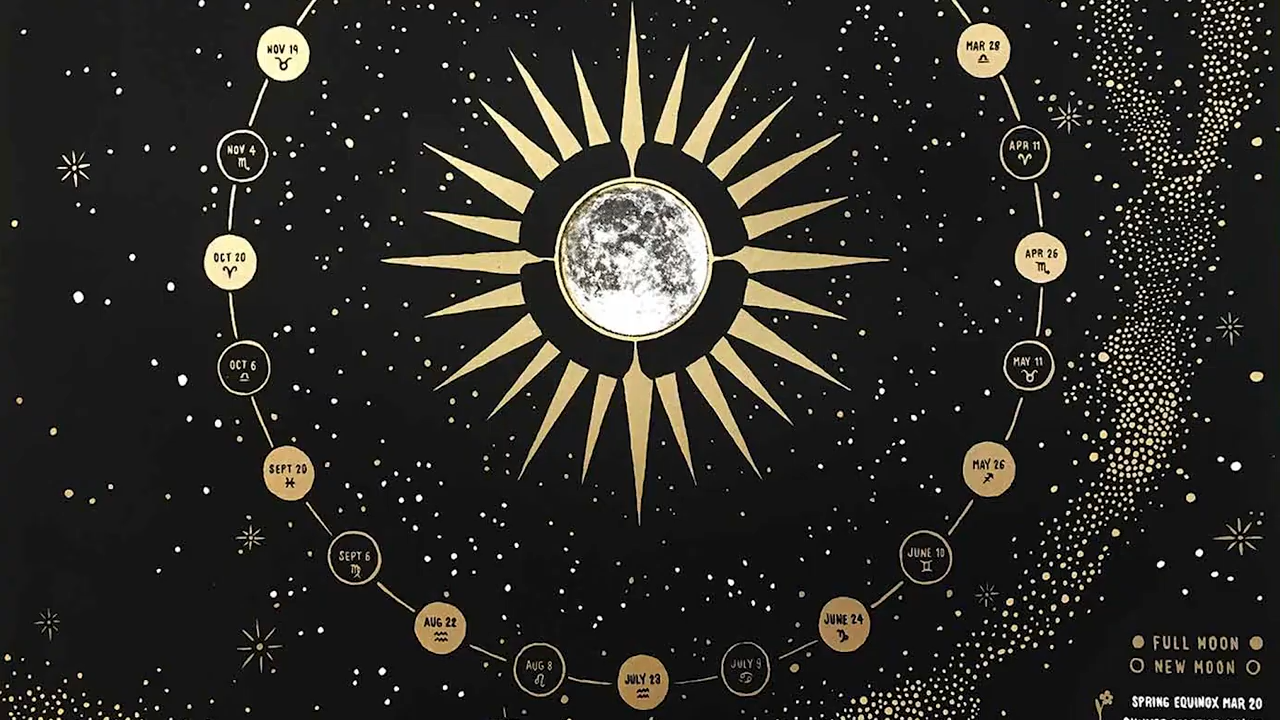 NOV 19
MAR 28
NOV 4
APR 11
OCT 20
APR 26
OCT 6
MAY 11
SEPT 20
MAY 26
SEPT 6
JUNE 10
AUG 22
JUNE 24
AUG 8
JULY 9
JULY 23
FULL MOON
NEW MOON
SPRING EQUINOX MAR 20